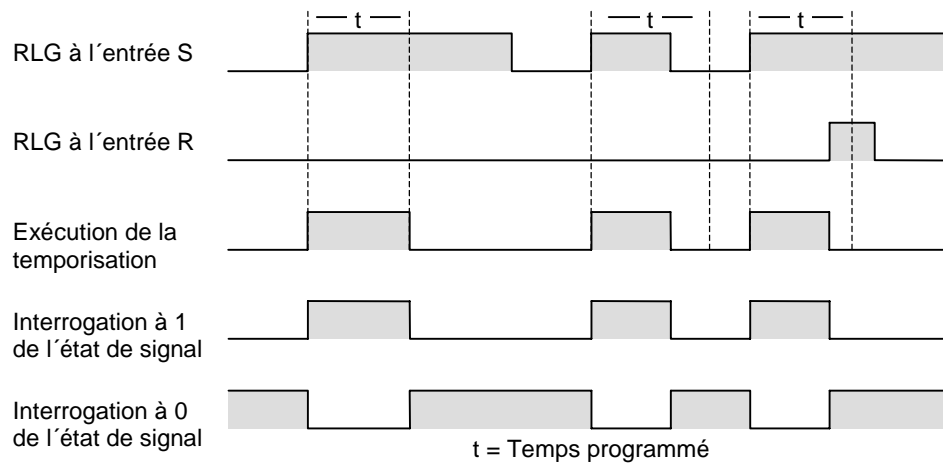 t
t
t
RLG à l´entrée S
RLG à l´entrée R
Exécution de la
temporisation
Interrogation à 1
de l´état de signal
Interrogation à 0
de l´état de signal
t = Temps programmé